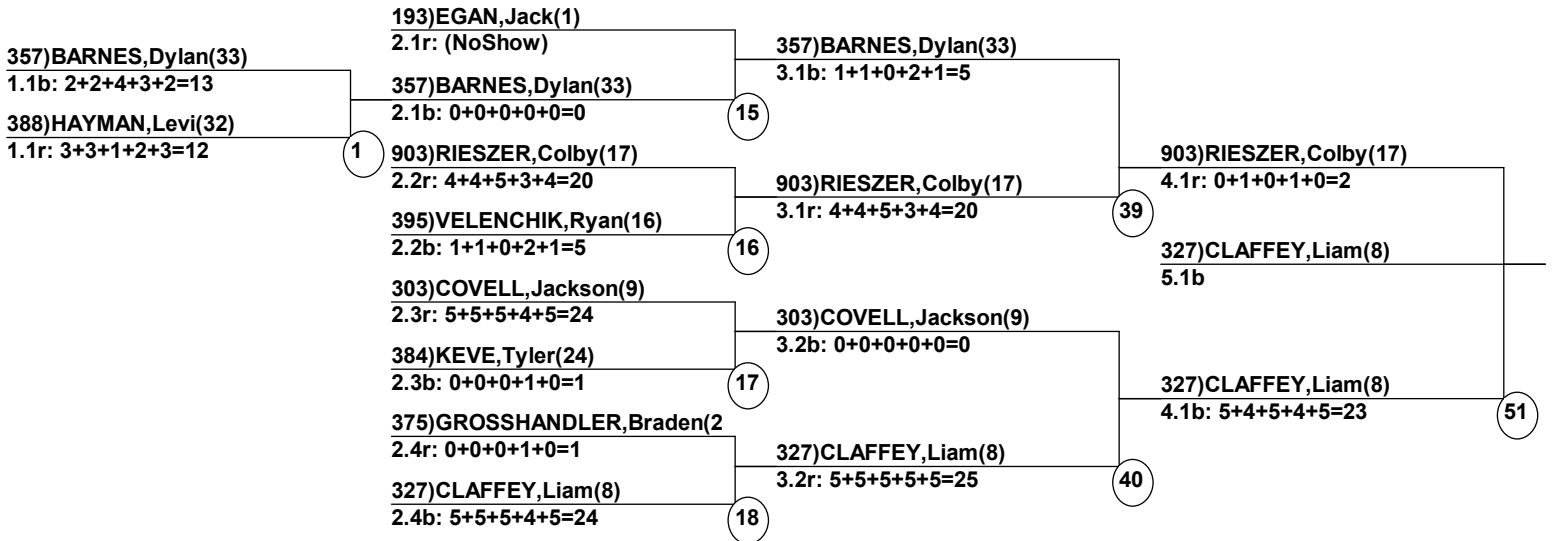 357)BARNES,Dylan(33)
1.1b: 2+2+4+3+2=13
388)HAYMAN,Levi(32)
1.1r: 3+3+1+2+3=12
1
193)EGAN,Jack(1)
2.1r: (NoShow)
357)BARNES,Dylan(33)
2.1b: 0+0+0+0+0=0
15
903)RIESZER,Colby(17)
2.2r: 4+4+5+3+4=20
395)VELENCHIK,Ryan(16)
2.2b: 1+1+0+2+1=5
16
303)COVELL,Jackson(9)
2.3r: 5+5+5+4+5=24
384)KEVE,Tyler(24)
2.3b: 0+0+0+1+0=1
17
375)GROSSHANDLER,Braden(2
2.4r: 0+0+0+1+0=1
327)CLAFFEY,Liam(8)
2.4b: 5+5+5+4+5=24
18
357)BARNES,Dylan(33)
3.1b: 1+1+0+2+1=5
903)RIESZER,Colby(17)
3.1r: 4+4+5+3+4=20
39
303)COVELL,Jackson(9)
3.2b: 0+0+0+0+0=0
327)CLAFFEY,Liam(8)
3.2r: 5+5+5+5+5=25
40
903)RIESZER,Colby(17)
4.1r: 0+1+0+1+0=2
327)CLAFFEY,Liam(8)
5.1b
327)CLAFFEY,Liam(8)
4.1b: 5+4+5+4+5=23
51